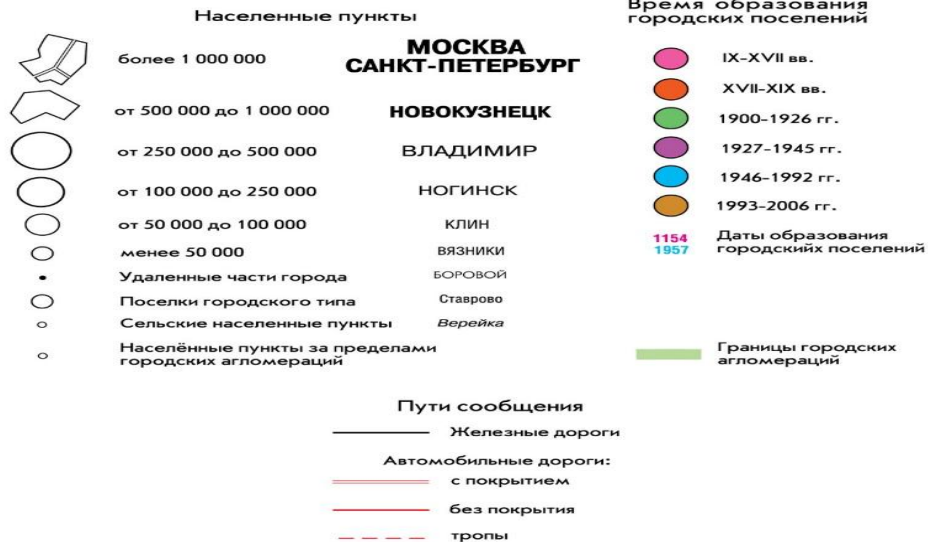 Населенные пункты
более 1 000 000
МОСКВА
САНКТ-ПЕТЕРБУРГ
от 500 000 до 1 000 000
НОВОКУЗНЕЦК
от 250 000 до 500 000
ВЛАДИМИР
от 100 000 до 250 000
НОГИНСК
от 50 000 до 100 000
КЛИН
менее 50 000
ВЯЗНИКИ
Удаленные части города
БОРОВОЙ
Поселки городского типа
Ставрово
Сельские населенные пункты
Верейка
Населённые пункты за пределами
городских агломераций
Время образования
городских поселений
IX-XVII вв.
XVII-XIX вв.
1900-1926 гг.
1927-1945 гг.
1946-1992 гг.
1993-2006 гг.
1154
1957
Даты образования
городскийх поселений
Границы городских
агломераций
Пути сообщения
Железные дороги
Автомобильные дороги:
с покрытием
без покрытия
тропы